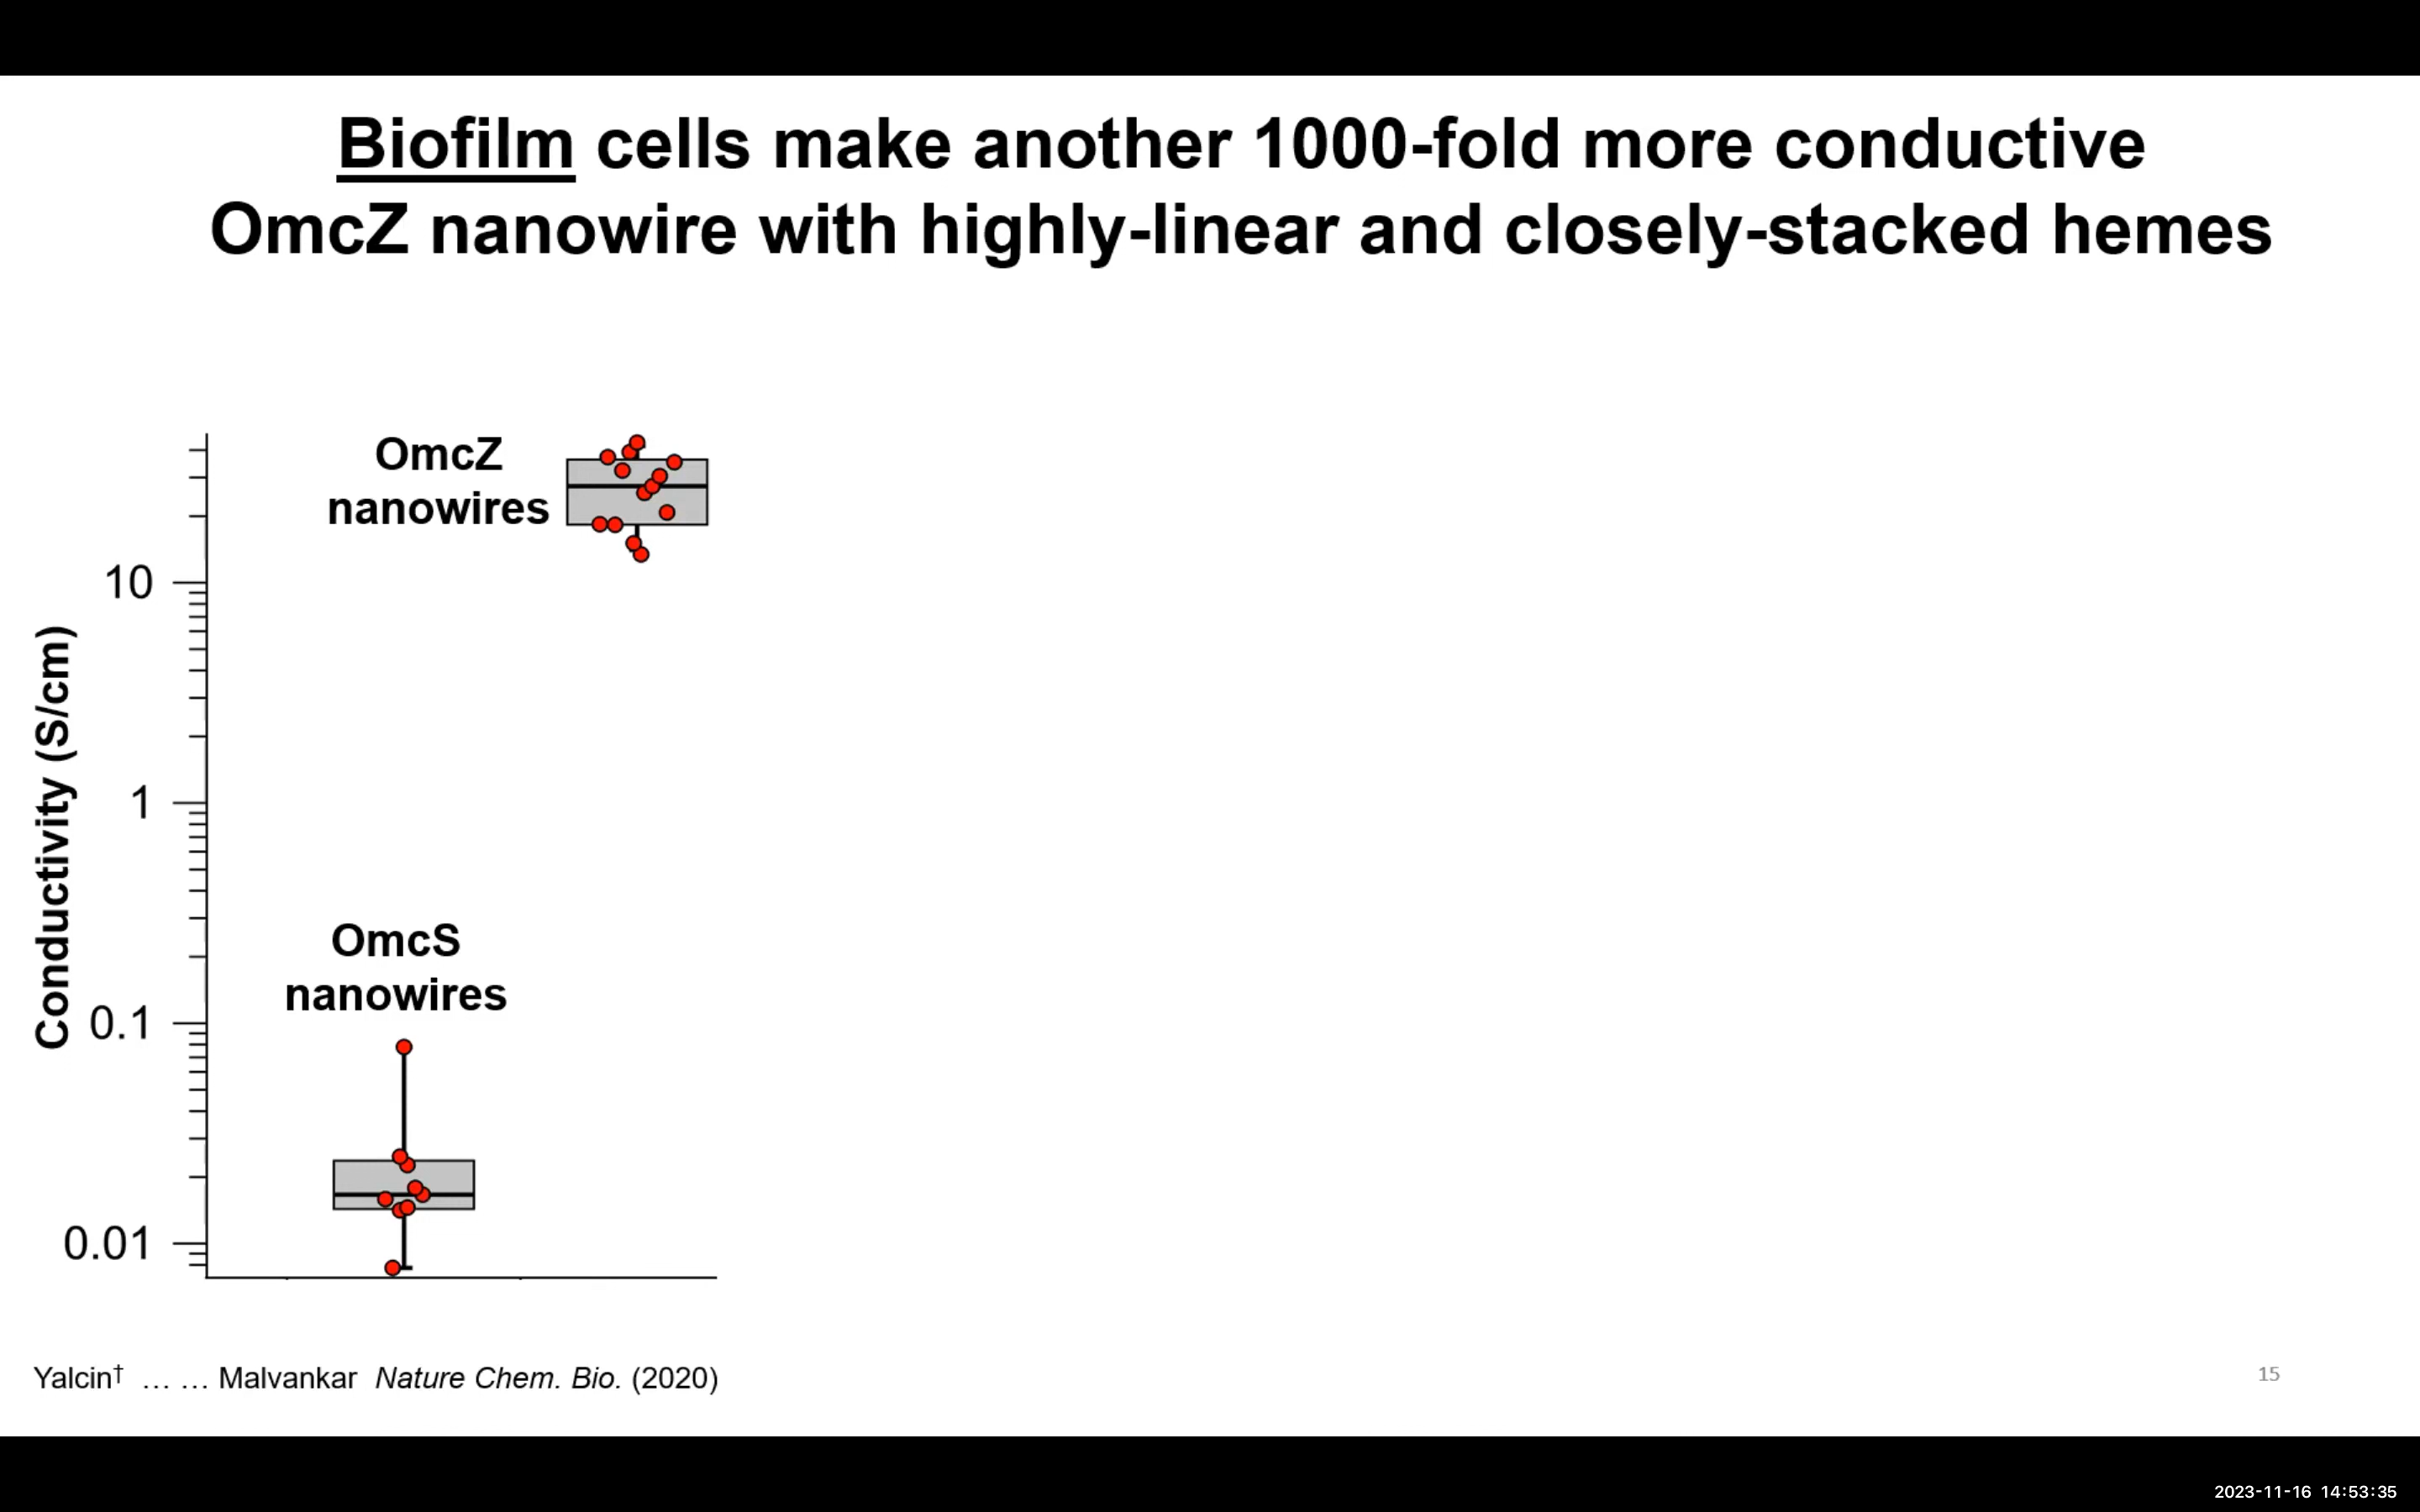 Biofilm cells make another 1000-fold more conductive
OmcZ nanowire with highly-linear and closely-stacked hemes
OmcZ
nanowires
10
1
0.1
0.01
Conductivity (S/cm)
OmcS
nanowires
Yalcin† … … Malvankar Nature Chem. Bio. (2020)
15
2023-11-16 14:53:35